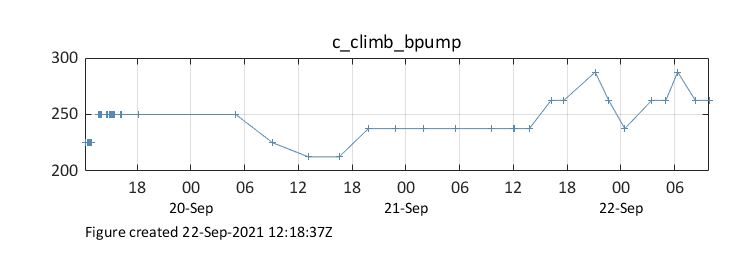 c_climb_bpump
300
250
200
18 00 06 12 18 00 06 12 18 00 06
20-Sep 21-Sep 22-Sep
Figure created 22-Sep-2021 12:18:37Z